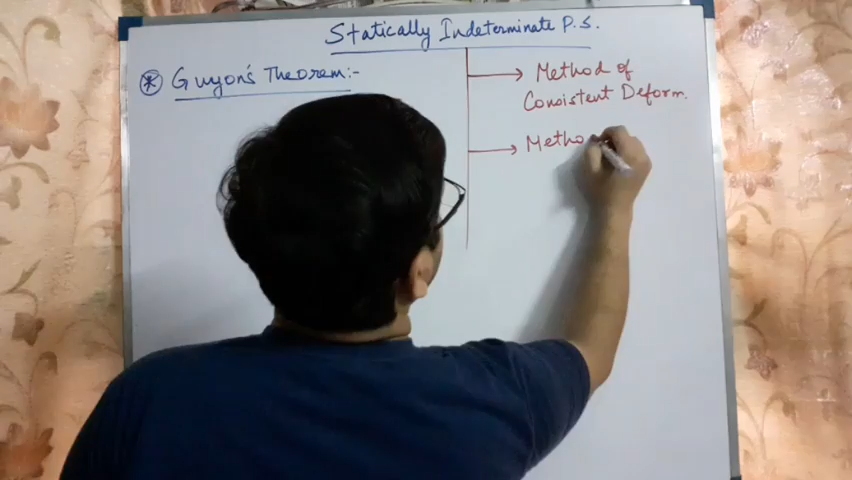 Statically Indeterminate P.S.
* Guyon's Theorem:-
Method of
Consistent Deform.
Metho